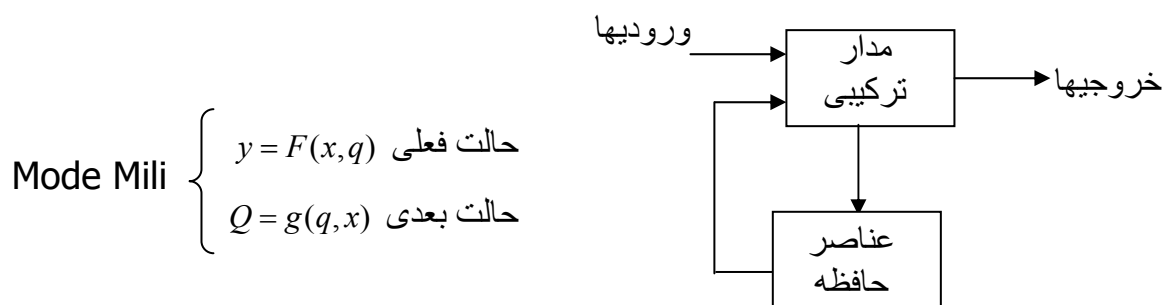 ورودیها
مدار
ترکیبی
خروجیها
Mode Mili
y = F(x,q) حالت فعلی
Q = g(q,x) حالت بعدی
عناصر
حافظه